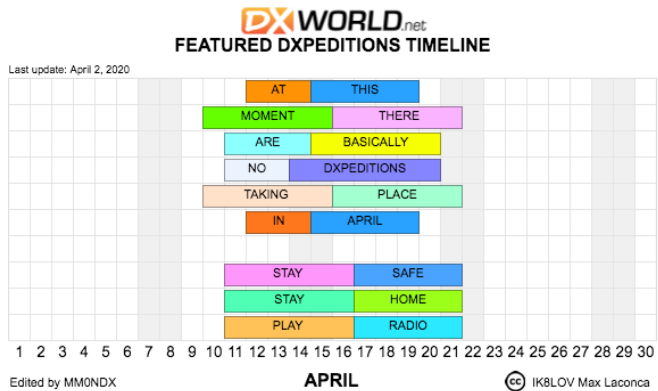 DXWORLD.net
FEATURED DXPEDITIONS TIMELINE
Last update: April 2, 2020
AT THIS
MOMENT THERE
ARE BASICALLY
NO DXPEDITIONS
TAKING PLACE
IN APRIL
STAY SAFE
STAY HOME
PLAY RADIO
1 2 3 4 5 6 7 8 9 10 11 12 13 14 15 16 17 18 19 20 21 22 23 24 25 26 27 28 29 30
Edited by MM0NDX APRIL cc IK8LOV Max Laconca